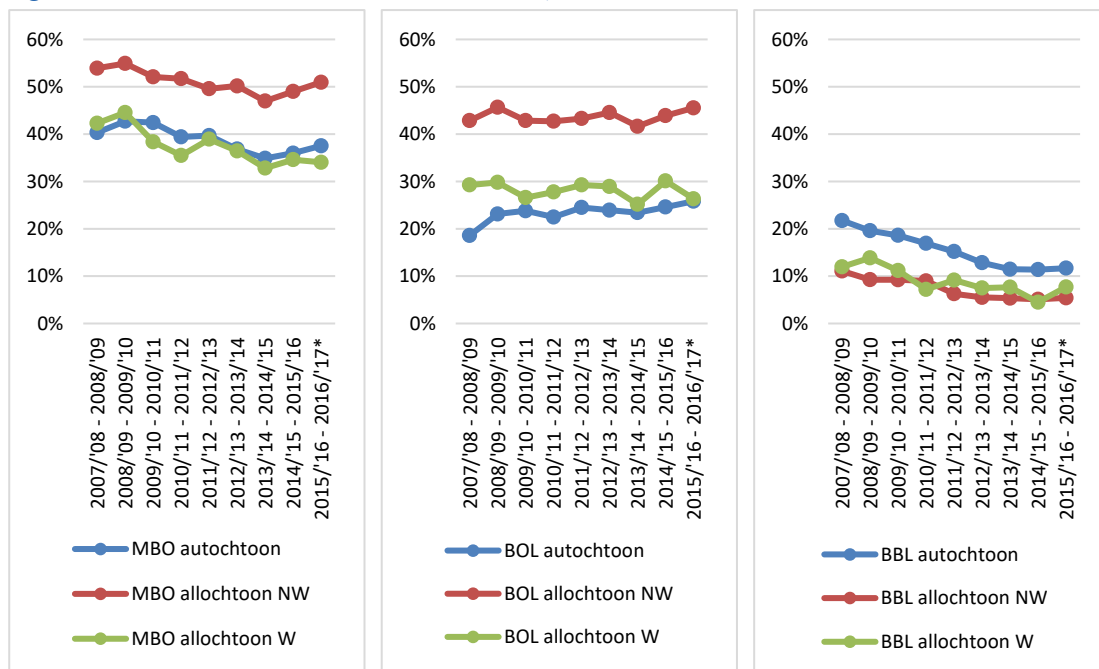 60%
50%
40%
30%
20%
10%
0%
2007/'08 - 2008/'09
2008/'09 - 2009/'10
2009/'10 - 2010/'11
2010/'11 - 2011/'12
2011/'12 - 2012/'13
2012/'13 - 2013/'14
2013/'14 - 2014/'15
2014/'15 - 2015/'16
2015/'16 - 2016/'17*
MBO autochtoon
MBO allochtoon NW
MBO allochtoon W
60%
50%
40%
30%
20%
10%
0%
2007/'08 - 2008/'09
2008/'09 - 2009/'10
2009/'10 - 2010/'11
2010/'11 - 2011/'12
2011/'12 - 2012/'13
2012/'13 - 2013/'14
2013/'14 - 2014/'15
2014/'15 - 2015/'16
2015/'16 - 2016/'17*
BOL autochtoon
BOL allochtoon NW
BOL allochtoon W
60%
50%
40%
30%
20%
10%
0%
2007/'08 - 2008/'09
2008/'09 - 2009/'10
2009/'10 - 2010/'11
2010/'11 - 2011/'12
2011/'12 - 2012/'13
2012/'13 - 2013/'14
2013/'14 - 2014/'15
2014/'15 - 2015/'16
2015/'16 - 2016/'17*
BBL autochtoon
BBL allochtoon NW
BBL allochtoon W